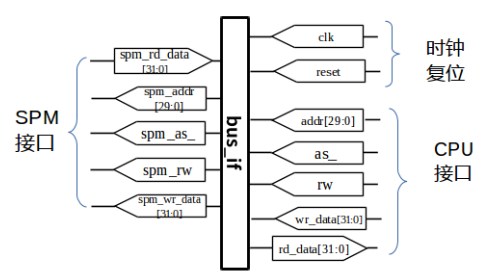 SPM
接口
spm_rd_data
[31:0]
spm_addr
[29:0]
spm_as_
spm_rw
spm_wr_data
[31:0]
bus_if
clk
reset
addr[29:0]
as_
rw
wr_data[31:0]
rd_data[31:0]
时钟
复位
CPU
接口